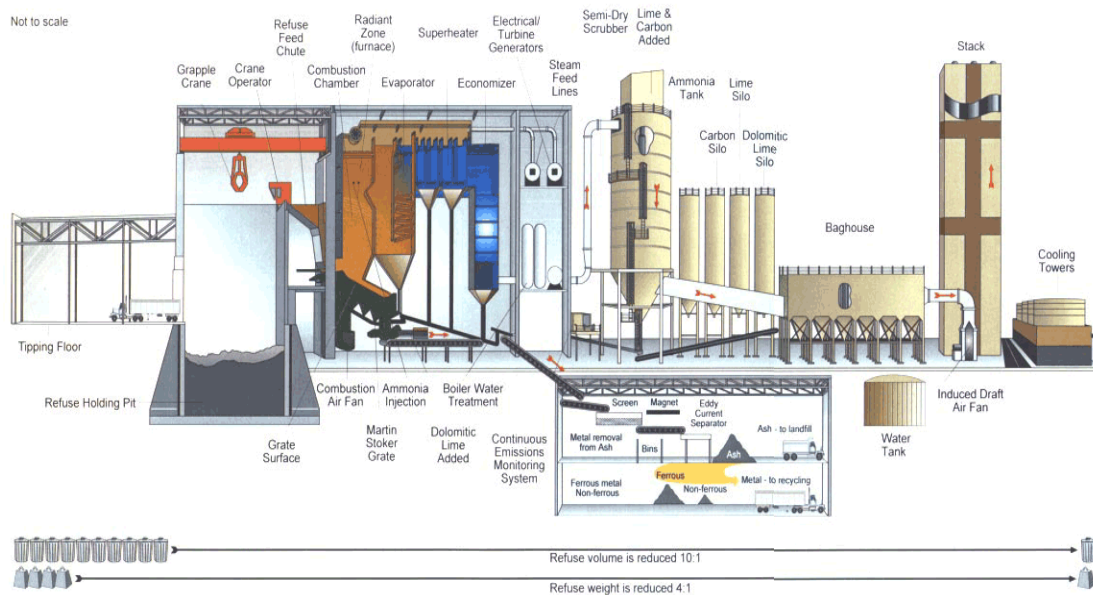 Not to scale
Grapple
Crane
Crane
Operator
Refuse
Feed
Chute
Combustion
Chamber
Radiant
Zone
(furnace)
Evaporator
Superheater
Economizer
Electrical/
Turbine
Generators
Steam
Feed
Lines
Semi-Dry
Scrubber
Lime &
Carbon
Added
Ammonia
Tank
Carbon
Silo
Lime
Silo
Dolomitic
Lime
Silo
Baghouse
Stack
Cooling
Towers
Tipping Floor
Refuse Holding Pit
Grate
Surface
Combustion
Air Fan
Martin
Stoker
Grate
Ammonia
Injection
Dolomitic
Lime
Added
Boiler Water
Treatment
Continuous
Emissions
Monitoring
System
Screen
Magnet
Eddy
Current
Separator
Metal removal
from Ash
Bins
Ash
Ash - to landfill
Ferrous metal
Non-ferrous
Ferrous
Non-ferrous
Metal - to recycling
Water
Tank
Induced Draft
Air Fan
Refuse volume is reduced 10:1
Refuse weight is reduced 4:1